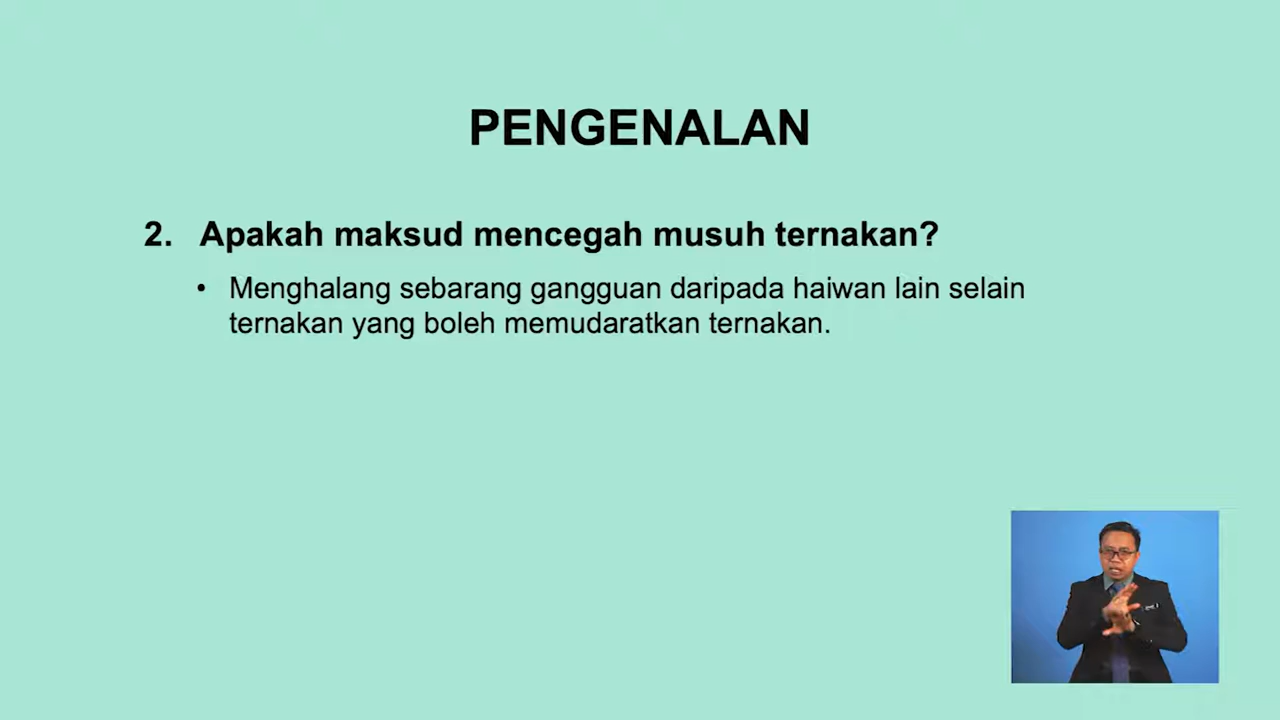 PENGENALAN
2. Apakah maksud mencegah musuh ternakan?
• Menghalang sebarang gangguan daripada haiwan lain selain
ternakan yang boleh memudaratkan ternakan.